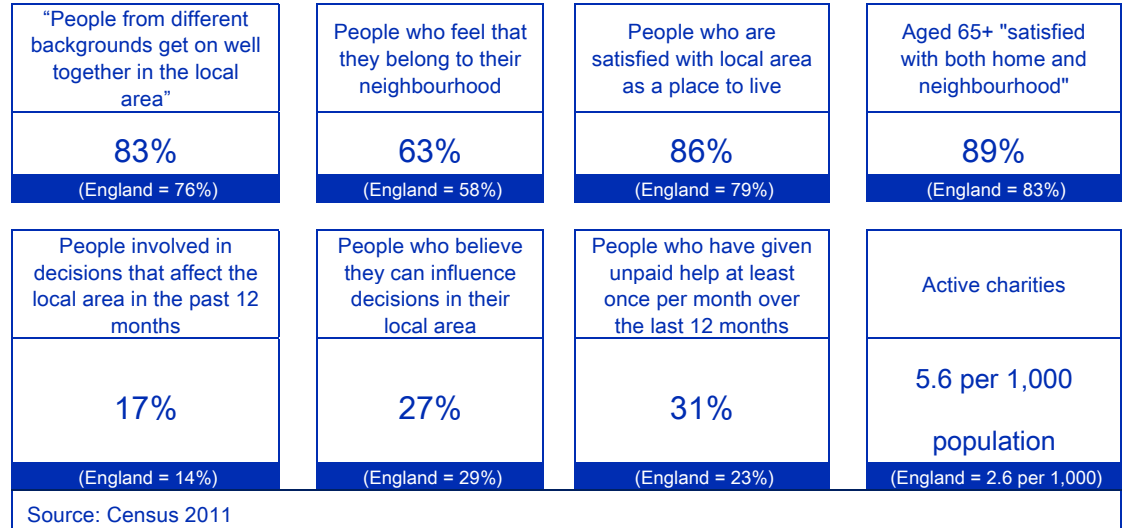 “People from different
backgrounds get on well
together in the local
area”
83%
(England = 76%)
People who feel that
they belong to their
neighbourhood
63%
(England = 58%)
People who are
satisfied with local area
as a place to live
86%
(England = 79%)
Aged 65+ "satisfied
with both home and
neighbourhood"
89%
(England = 83%)
People involved in
decisions that affect the
local area in the past 12
months
17%
(England = 14%)
People who believe
they can influence
decisions in their
local area
27%
(England = 29%)
People who have given
unpaid help at least
once per month over
the last 12 months
31%
(England = 23%)
Active charities
5.6 per 1,000
population
(England = 2.6 per 1,000)
Source: Census 2011